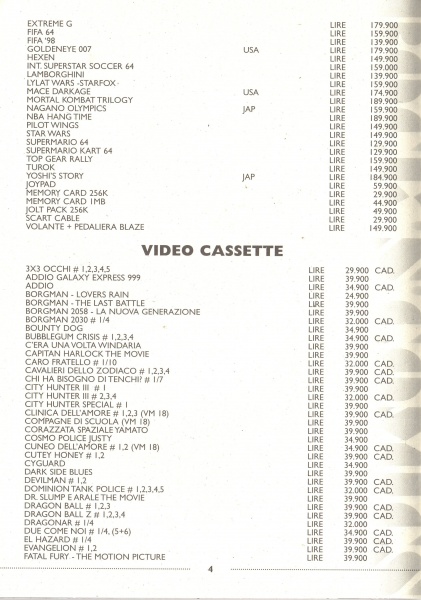 EXTREME G LIRE 179.900
FIFA 64 LIRE 159.900
FIFA '98 LIRE 139.900
GOLDENEYE 007 USA LIRE 179.900
HEXEN LIRE 149.900
INT. SUPERSTAR SOCCER 64 LIRE 159.000
LAMBORGHINI LIRE 139.900
LYLAT WARS -STARFOX- LIRE 159.900
MACE DARKAGE USA LIRE 174.900
MORTAL KOMBAT TRILOGY LIRE 189.900
NAGANO OLYMPICS JAP LIRE 159.900
NBA HANG TIME LIRE 189.900
PILOT WINGS LIRE 149.900
STAR WARS LIRE 149.900
SUPERMARIO 64 LIRE 129.900
SUPERMARIO KART 64 LIRE 129.900
TOP GEAR RALLY LIRE 159.900
TUROK LIRE 149.900
YOSHI'S STORY JAP LIRE 184.900
JOYPAD LIRE 59.900
MEMORY CARD 256K LIRE 29.900
MEMORY CARD 1MB LIRE 44.900
JOLT PACK 256K LIRE 49.900
SCART CABLE LIRE 29.900
VOLANTE + PEDALIERA BLAZE LIRE 149.900
VIDEO CASSETTE
3X3 OCCHI # 1,2,3,4,5 LIRE 29.900 CAD.
ADDIO GALAXY EXPRESS 999 LIRE 39.900
ADDIO LIRE 34.900 CAD.
BORGMAN - LOVERS RAIN LIRE 24.900
BORGMAN - THE LAST BATTLE LIRE 39.900
BORGMAN 2058 - LA NUOVA GENERAZIONE LIRE 39.900
BORGMAN 2030 # 1/4 LIRE 32.000 CAD.
BOUNTY DOG LIRE 34.900
BUBBLEGUM CRISIS # 1,2,3,4 LIRE 34.900 CAD.
C'ERA UNA VOLTA WINDARIA LIRE 39.900
CAPITAN HARLOCK THE MOVIE LIRE 39.900
CARO FRATELLO # 1/10 LIRE 32.000 CAD.
CAVALIERI DELLO ZODIACO # 1,2,3,4 LIRE 39.900 CAD.
CHI HA BISOGNO DI TENCHI? # 1/7 LIRE 39.900 CAD.
CITY HUNTER III # 1 LIRE 39.900
CITY HUNTER III # 2,3,4 LIRE 32.000 CAD.
CITY HUNTER SPECIAL # 1 LIRE 39.900
CLINICA DELL'AMORE # 1,2,3 (VM 18) LIRE 39.900 CAD.
COMPAGNE DI SCUOLA (VM 18) LIRE 39.900
CORAZZATA SPAZIALE YAMATO LIRE 39.900
COSMO POLICE JUSTY LIRE 34.900
CUNEO DELL'AMORE # 1,2 (VM 18) LIRE 34.900 CAD.
CUTEY HONEY # 1,2 LIRE 39.900 CAD.
CYGUARD LIRE 34.900
DARK SIDE BLUES LIRE 39.900
DEVILMAN # 1,2 LIRE 39.900 CAD.
DOMINION TANK POLICE # 1,2,3,4,5 LIRE 32.000 CAD.
DR. SLUMP E ARALE THE MOVIE LIRE 39.900
DRAGON BALL # 1,2,3 LIRE 39.900 CAD.
DRAGON BALL Z # 1,2,3,4 LIRE 39.900 CAD.
DRAGONAR # 1/4 LIRE 32.000
DUE COME NOI # 1/4, (5+6) LIRE 34.900 CAD.
EL HAZARD # 1/4 LIRE 39.900 CAD.
EVANGELION # 1,2 LIRE 39.900 CAD.
FATAL FURY - THE MOTION PICTURE LIRE 39.900
4